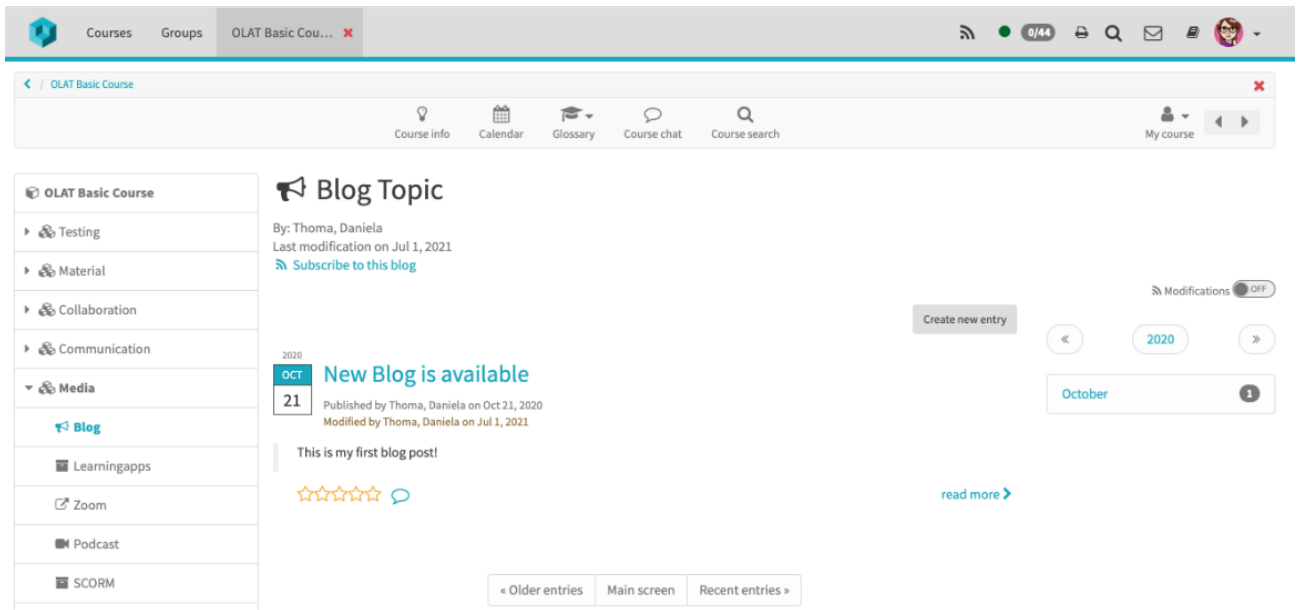 Courses Groups OLAT Basic Cou... 0/44
/ OLAT Basic Course
Course info Calendar Glossary Course chat Course search My course
OLAT Basic Course
Testing
Material
Collaboration
Communication
Media
Blog
Learningapps
Zoom
Podcast
SCORM
Blog Topic
By: Thoma, Daniela
Last modification on Jul 1, 2021
Subscribe to this blog
Modifications OFF
Create new entry
« 2020 »
October 1
2020
OCT
21
New Blog is available
Published by Thoma, Daniela on Oct 21, 2020
Modified by Thoma, Daniela on Jul 1, 2021
This is my first blog post!
read more
« Older entries Main screen Recent entries »